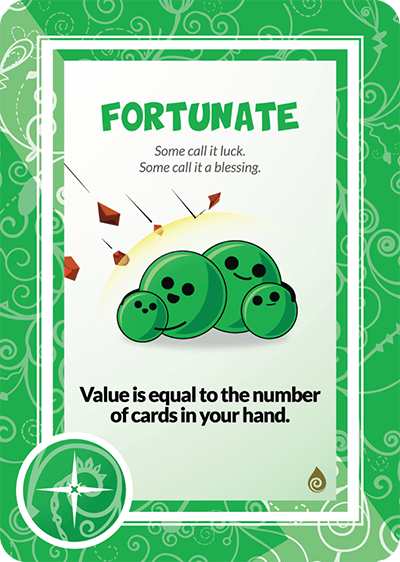 FORTUNATE
Some call it luck.
Some call it a blessing.
Value is equal to the number
of cards in your hand.